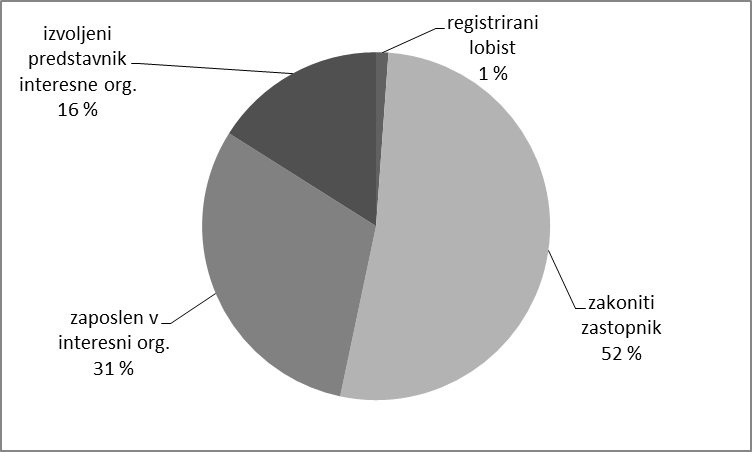 izvoljeni
predstavnik
interesne org.
16 %
registrirani
lobist
1 %
zaposlen v
interesni org.
31 %
zakoniti
zastopnik
52 %